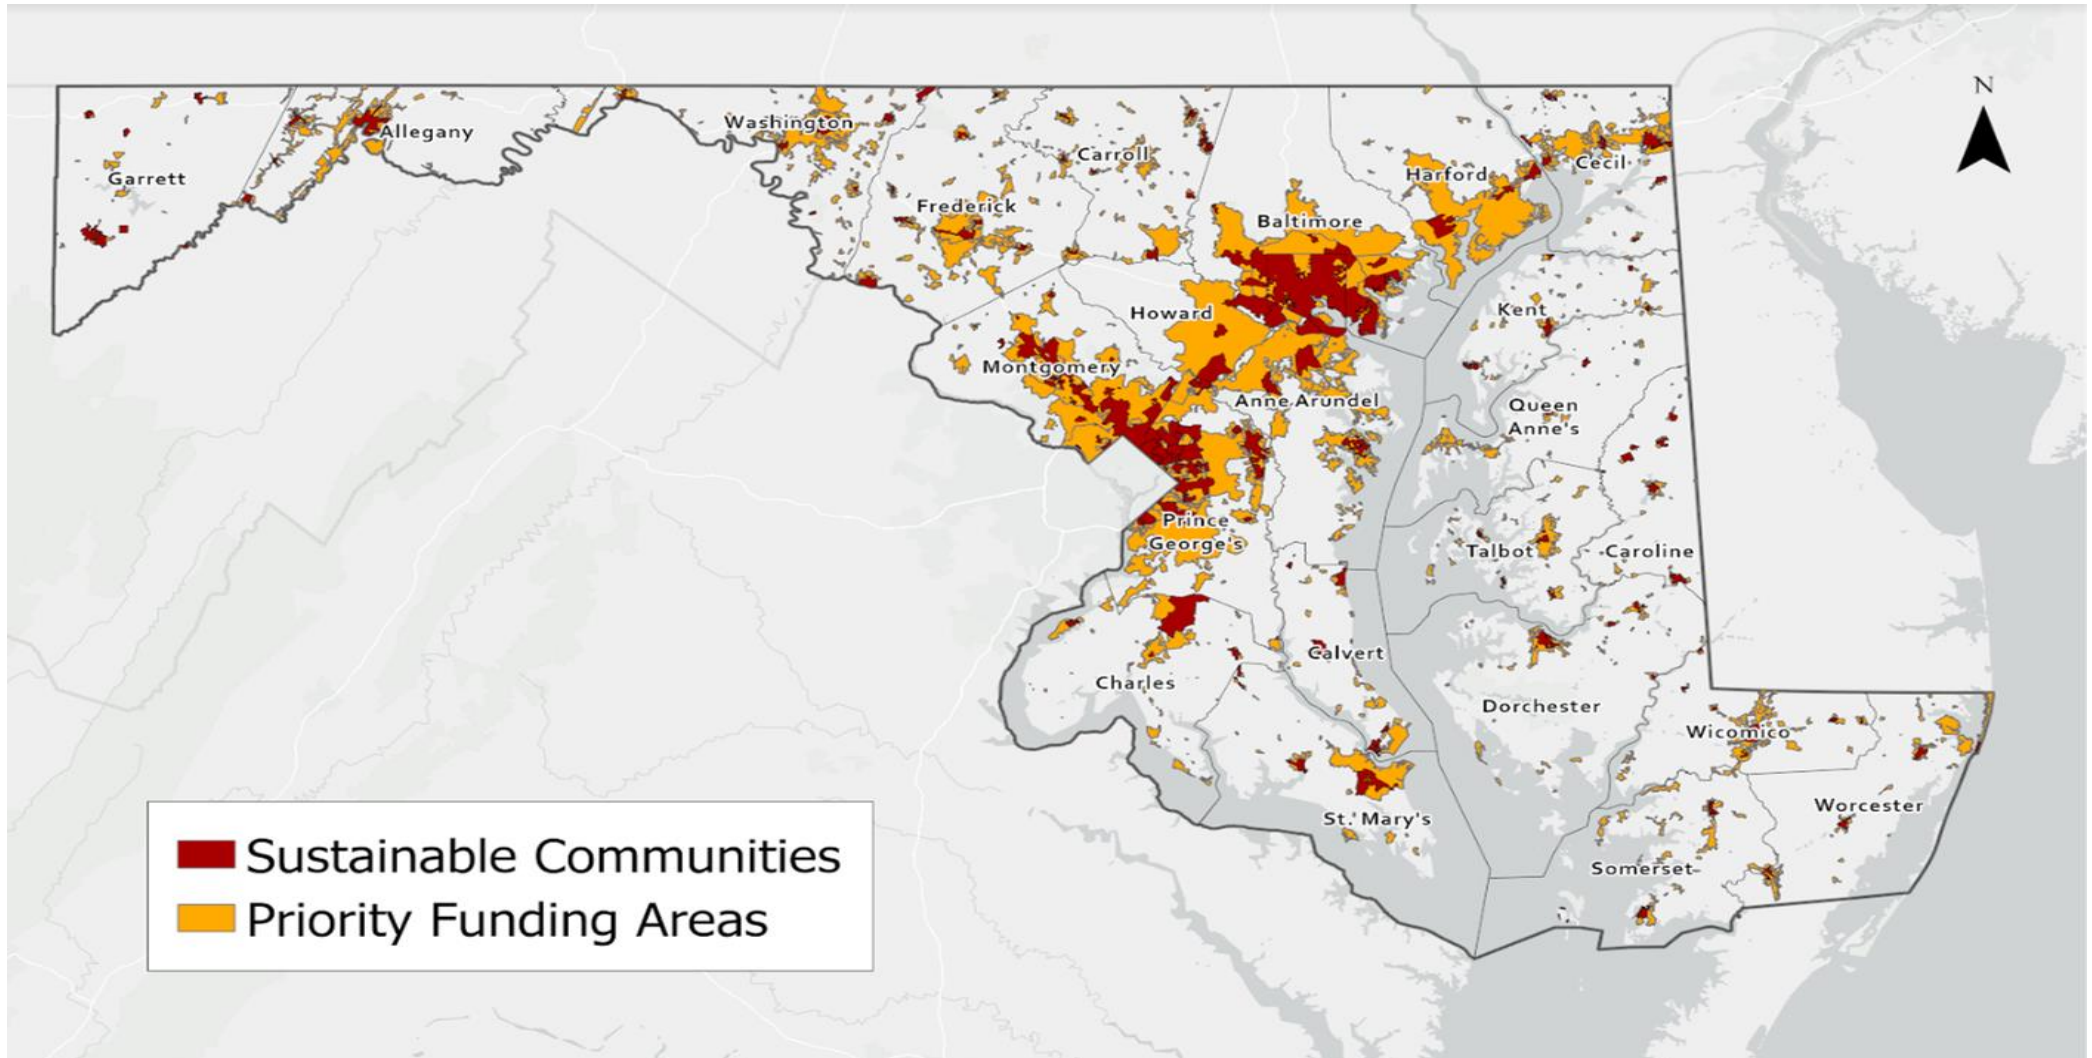 N
Washington
Allegany
Garrett
Carroll
Frederick
Harford
Cecil
Baltimore
Howard
Kent
Montgomery
Anne Arundel
Queen
Anne's
Prince
George's
Talbot
Caroline
Calvert
Charles
Dorchester
Wicomico
St. Mary's
Worcester
Somerset
Sustainable Communities
Priority Funding Areas